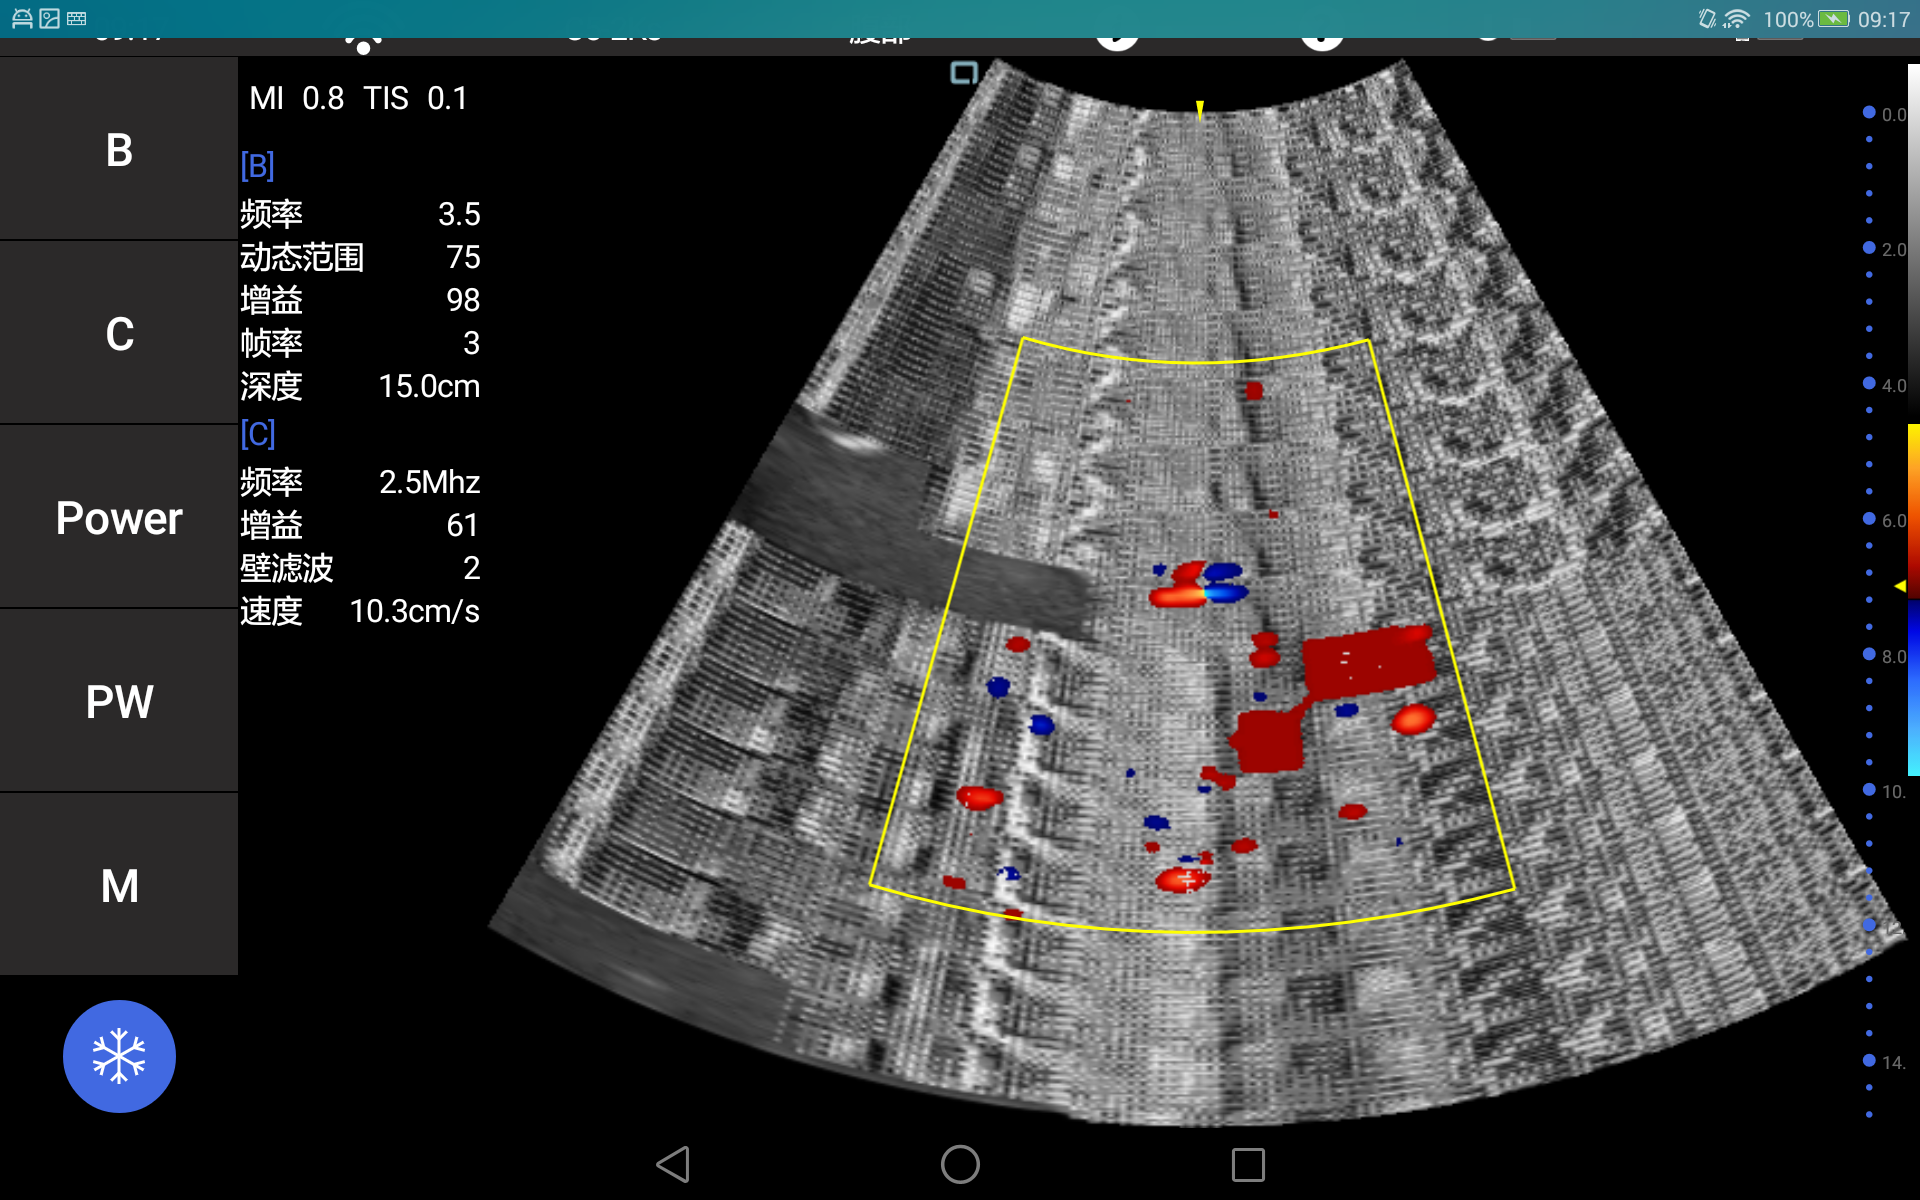 100% 09:17
B
C
Power
PW
M
MI 0.8 TIS 0.1
[B]
频率 3.5
动态范围 75
增益 98
帧率 3
深度 15.0cm
[C]
频率 2.5Mhz
增益 61
壁滤波 2
速度 10.3cm/s
0.0
2.0
4.0
6.0
8.0
10.
14.